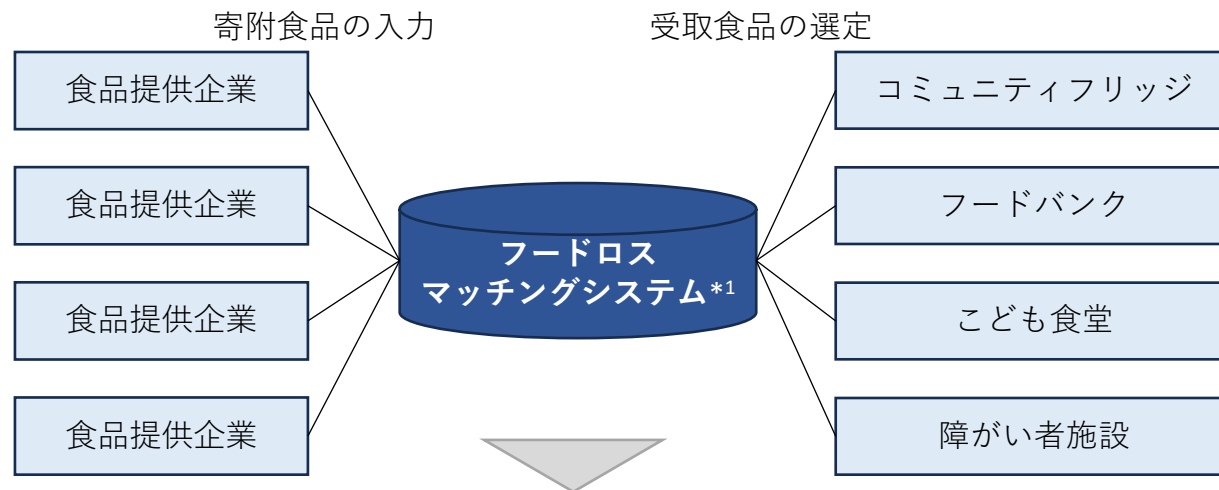 寄附食品の入力
受取食品の選定
食品提供企業
コミュニティフリッジ
食品提供企業
フードバンク
フードロス
マッチングシステム*1
食品提供企業
こども食堂
食品提供企業
障がい者施設